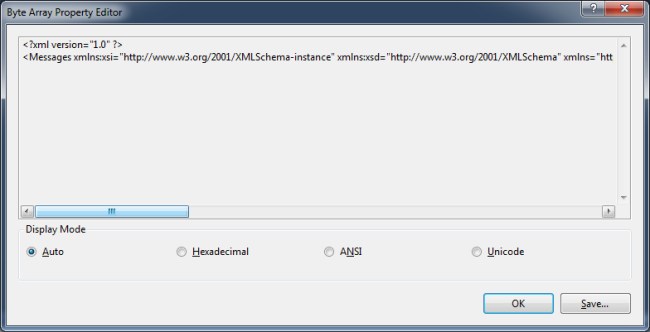 Byte Array Property Editor
<?xml version="1.0" ?>
<Messages xmlns:xsi="http://www.w3.org/2001/XMLSchema-instance" xmlns:xsd="http://www.w3.org/2001/XMLSchema" xmlns="htt
Display Mode
Auto Hexadecimal ANSI Unicode
OK Save...